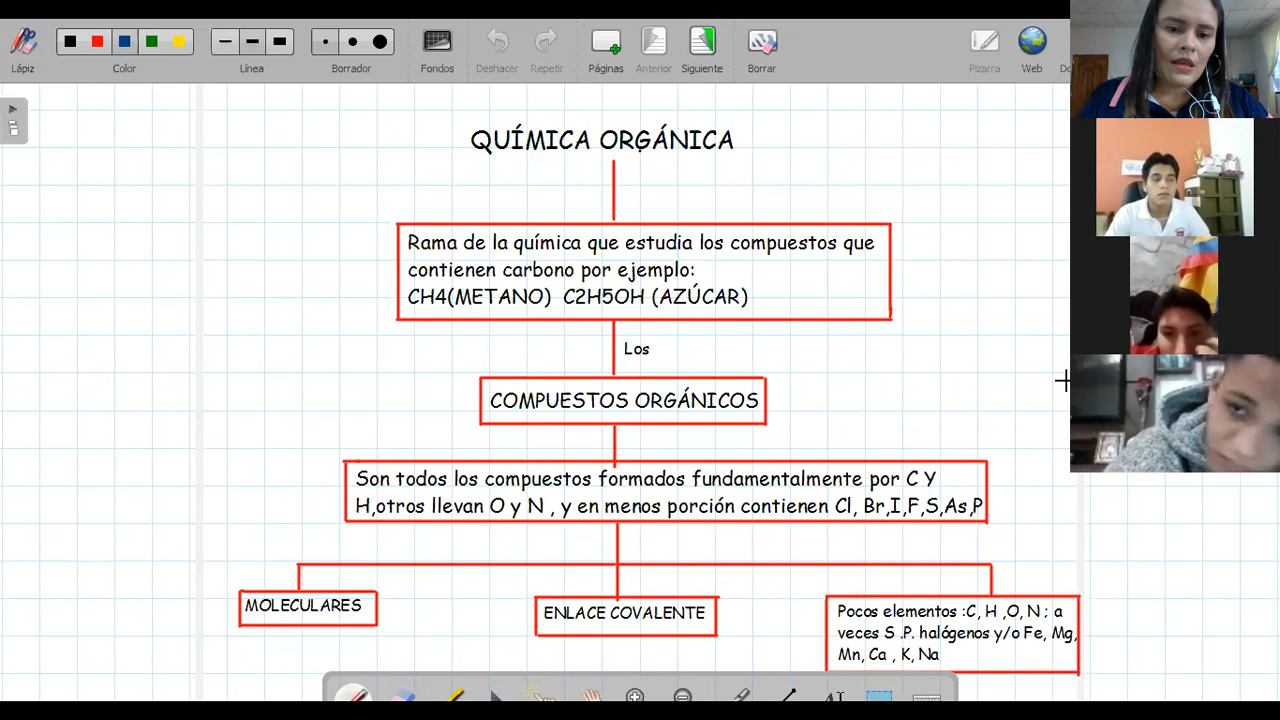 Lápiz
Color
Línea
Borrador
Fondos
Deshacer
Repetir
Páginas
Anterior
Siguiente
Borrar
Pizarra
Web
QUÍMICA ORGÁNICA
Rama de la química que estudia los compuestos que
contienen carbono por ejemplo:
CH4(METANO) C2H5OH (AZÚCAR)
Los
COMPUESTOS ORGÁNICOS
Son todos los compuestos formados fundamentalmente por C Y
H,otros llevan O y N , y en menos porción contienen Cl, Br,I,F,S,As,P
MOLECULARES
ENLACE COVALENTE
Pocos elementos :C, H ,O, N ; a
veces S .P. halógenos y/o Fe, Mg,
Mn, Ca , K, Na